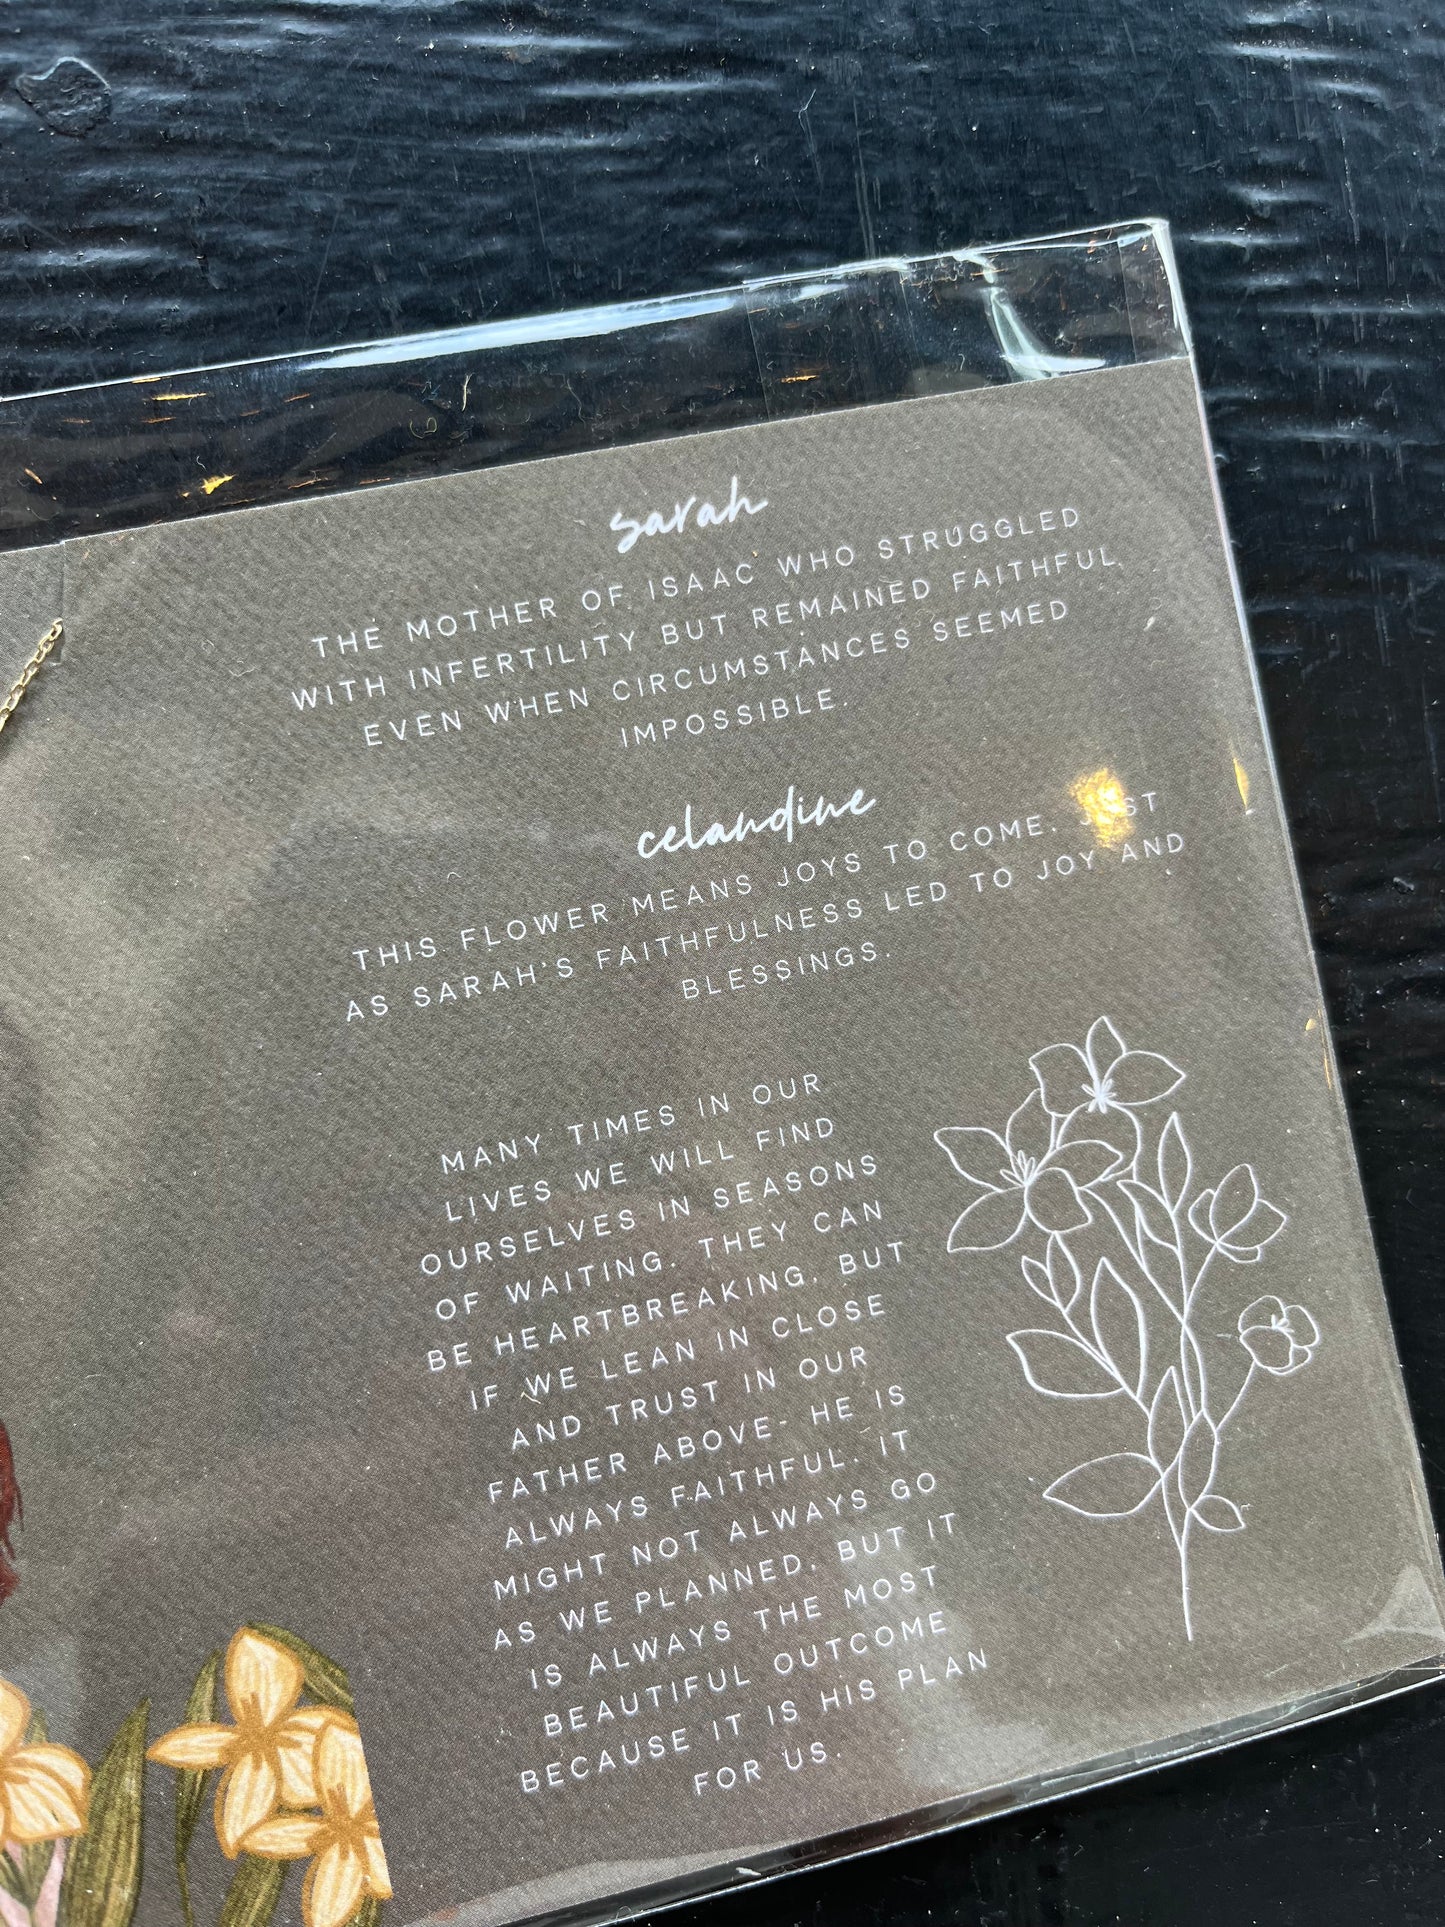 sarah
THE MOTHER OF ISAAC WHO STRUGGLED
WITH INFERTILITY BUT REMAINED FAITHFUL
EVEN WHEN CIRCUMSTANCES SEEMED
IMPOSSIBLE.
celandine
THIS FLOWER MEANS JOYS TO COME. JUST
AS SARAH'S FAITHFULNESS LED TO JOY AND
BLESSINGS.
MANY TIMES IN OUR
LIVES WE WILL FIND
OURSELVES IN SEASONS
OF WAITING. THEY CAN
BE HEARTBREAKING. BUT
IF WE LEAN IN CLOSE
AND TRUST IN OUR
FATHER ABOVE- HE IS
ALWAYS FAITHFUL. IT
MIGHT NOT ALWAYS GO
AS WE PLANNED. BUT IT
IS ALWAYS THE MOST
BEAUTIFUL OUTCOME
BECAUSE IT IS HIS PLAN
FOR US.